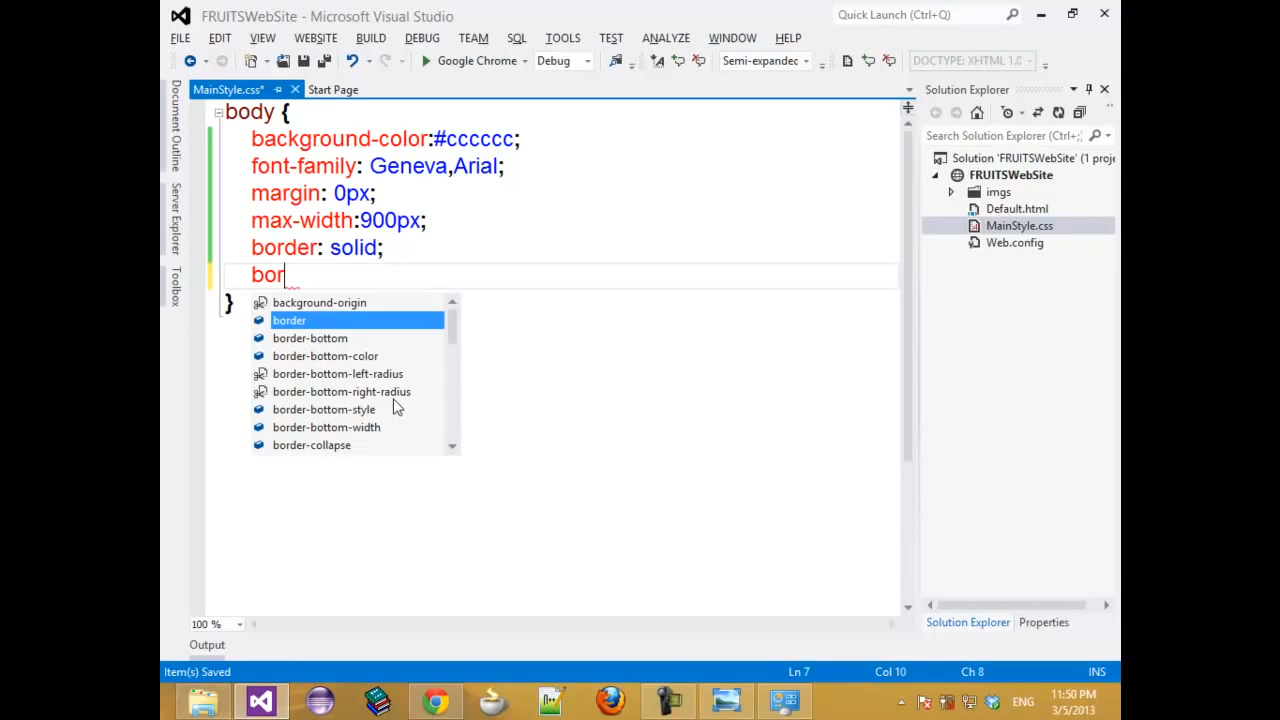 FRUITSWebSite - Microsoft Visual Studio
Quick Launch (Ctrl+Q)
FILE EDIT VIEW WEBSITE BUILD DEBUG TEAM SQL TOOLS TEST ANALYZE WINDOW HELP
Google Chrome Debug Semi-expanded DOCTYPE: XHTML 1.0
MainStyle.css* Start Page
Solution Explorer
Document Outline
Server Explorer
Toolbox
body {
background-color:#cccccc;
font-family: Geneva,Arial;
margin: 0px;
max-width:900px;
border: solid;
bor
}
background-origin
border
border-bottom
border-bottom-color
border-bottom-left-radius
border-bottom-right-radius
border-bottom-style
border-bottom-width
border-collapse
Search Solution Explorer (Ctrl+;)
Solution 'FRUITSWebSite' (1 proje
FRUITSWebSite
imgs
Default.html
MainStyle.css
Web.config
100 %
Solution Explorer Properties
Output
Item(s) Saved Ln 7 Col 10 Ch 8 INS
ENG
11:50 PM
3/5/2013